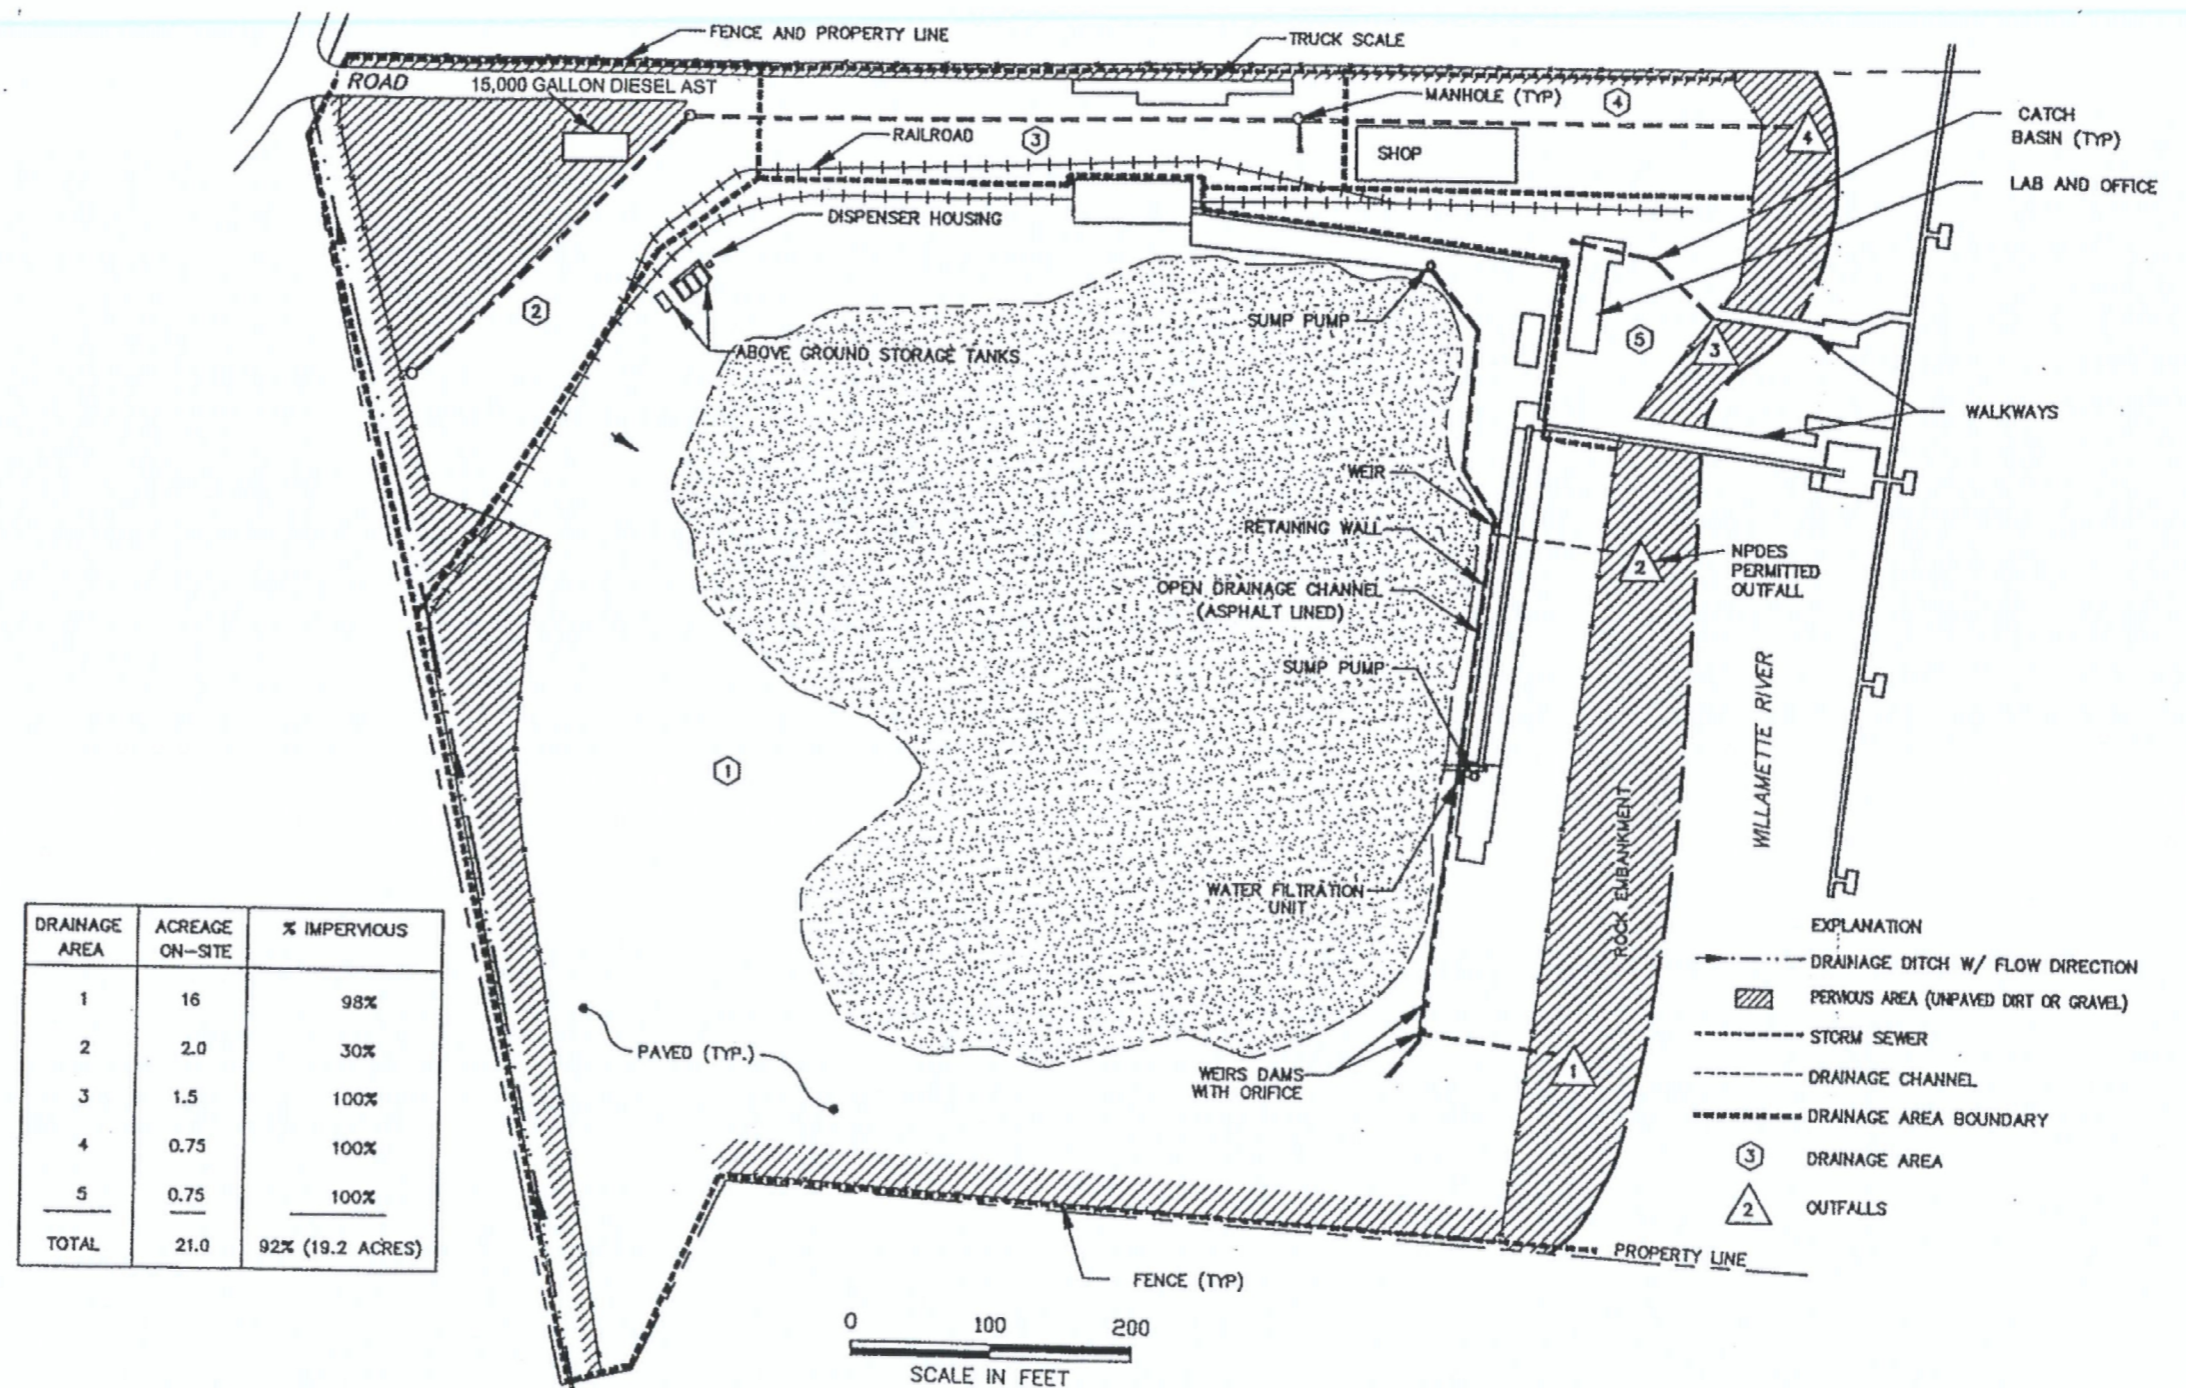 FENCE AND PROPERTY LINE
TRUCK SCALE
ROAD
15,000 GALLON DIESEL AST
MANHOLE (TYP)
4
CATCH
BASIN (TYP)
RAILROAD
3
SHOP
4
LAB AND OFFICE
DISPENSER HOUSING
2
SUMP PUMP
5
3
ABOVE GROUND STORAGE TANKS
WALKWAYS
WEIR
RETAINING WALL
2
NPDES
PERMITTED
OUTFALL
OPEN DRAINAGE CHANNEL
(ASPHALT LINED)
SUMP PUMP
WILLAMETTE RIVER
1
ROCK EMBANKMENT
WATER FILTRATION
UNIT
PAVED (TYP.)
WEIRS DAMS
WITH ORIFICE
1
FENCE (TYP)
PROPERTY LINE
DRAINAGE AREA
ACREAGE ON-SITE
% IMPERVIOUS
1 16 98%
2 2.0 30%
3 1.5 100%
4 0.75 100%
5 0.75 100%
TOTAL 21.0 92% (19.2 ACRES)
EXPLANATION
DRAINAGE DITCH W/ FLOW DIRECTION
PERVIOUS AREA (UNPAVED DIRT OR GRAVEL)
STORM SEWER
DRAINAGE CHANNEL
DRAINAGE AREA BOUNDARY
3 DRAINAGE AREA
2 OUTFALLS
0 100 200
SCALE IN FEET